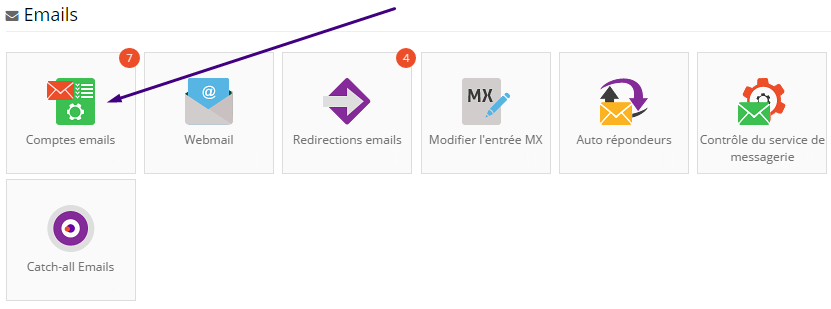 Emails
7
4
@
MX
Comptes emails
Webmail
Redirections emails
Modifier l'entrée MX
Auto répondeurs
Contrôle du service de
messagerie
Catch-all Emails